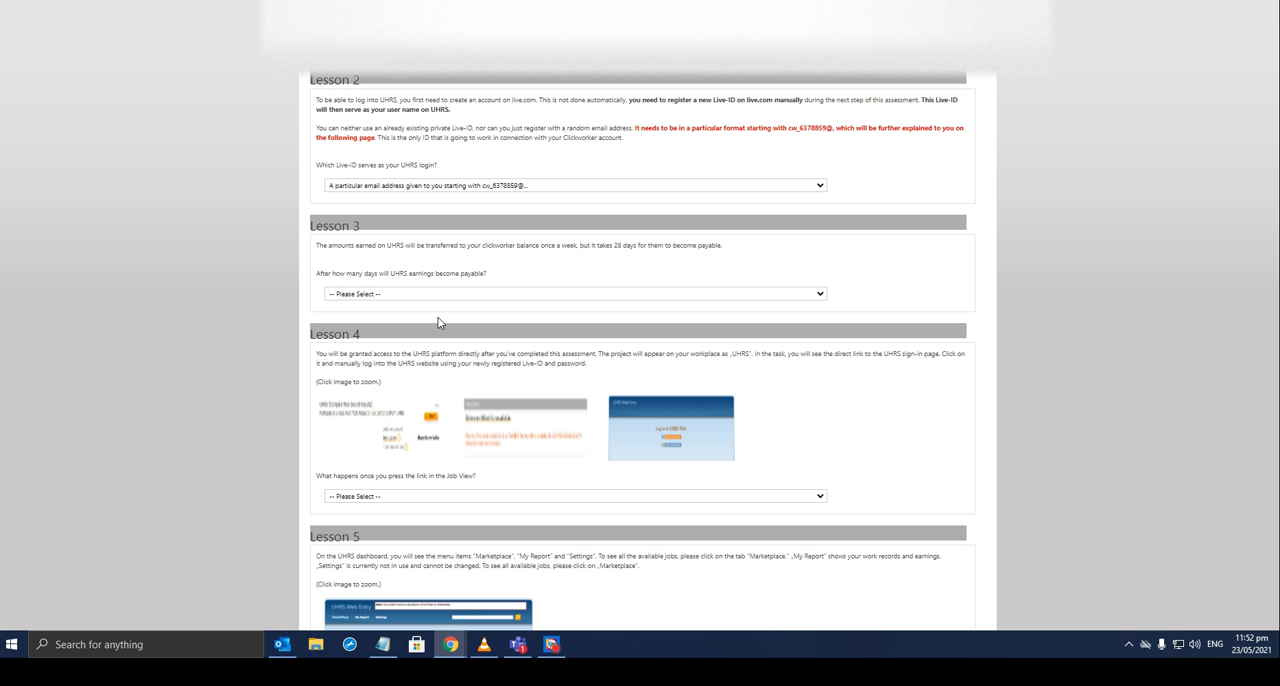 Lesson 2
To be able to log into UHRS, you first need to create an account on live.com. This is not done automatically, you need to register a new Live-ID on live.com manually during the next step of this assessment. This Live-ID
will then serve as your user name on UHRS.
You can neither use an already existing private Live-ID, nor can you just register with a random email address. It needs to be in a particular format starting with cw_6378859@, which will be further explained to you on
the following page. This is the only ID that is going to work in connection with your Clickworker account.
Which Live-ID serves as your UHRS login?
A particular email address given to you starting with cw_6378859@...
Lesson 3
The amounts earned on UHRS will be transferred to your clickworker balance once a week, but it takes 28 days for them to become payable.
After how many days will UHRS earnings become payable?
-- Please Select --
Lesson 4
You will be granted access to the UHRS platform directly after you've completed this assessment. The project will appear on your workplace as „UHRS". In the task, you will see the direct link to the UHRS sign-in page. Click on
it and manually log into the UHRS website using your newly registered Live-ID and password.
(Click image to zoom.)
What happens once you press the link in the Job View?
-- Please Select --
Lesson 5
On the UHRS dashboard, you will see the menu items "Marketplace", "My Report" and "Settings". To see all the available jobs, please click on the tab "Marketplace." „My Report" shows your work records and earnings.
„Settings" is currently not in use and cannot be changed. To see all available jobs, please click on „Marketplace".
(Click image to zoom.)
UHRS Web Entry
Marketplace My Report Settings
Search for anything
ENG
11:52 pm
23/05/2021